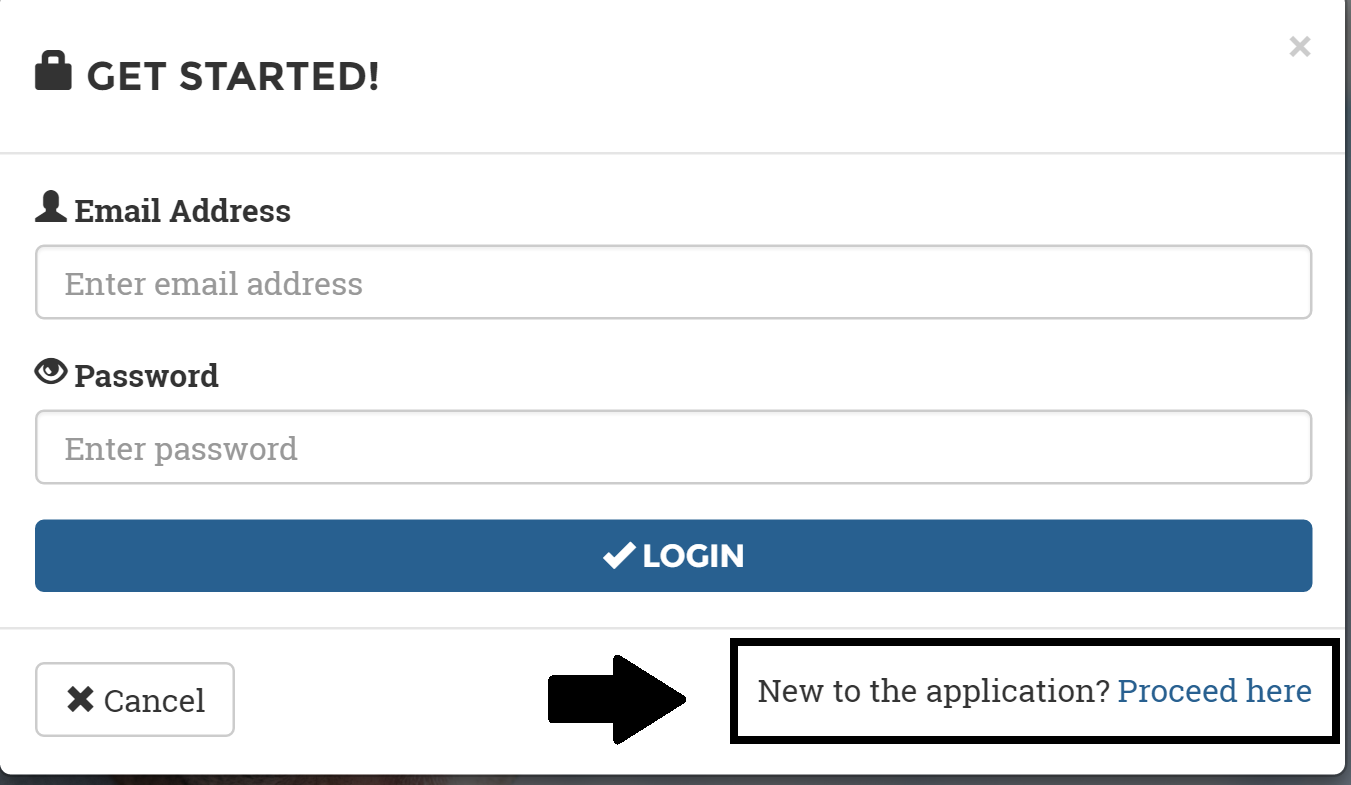 GET STARTED!
Email Address
Enter email address
Password
Enter password
LOGIN
Cancel
New to the application? Proceed here